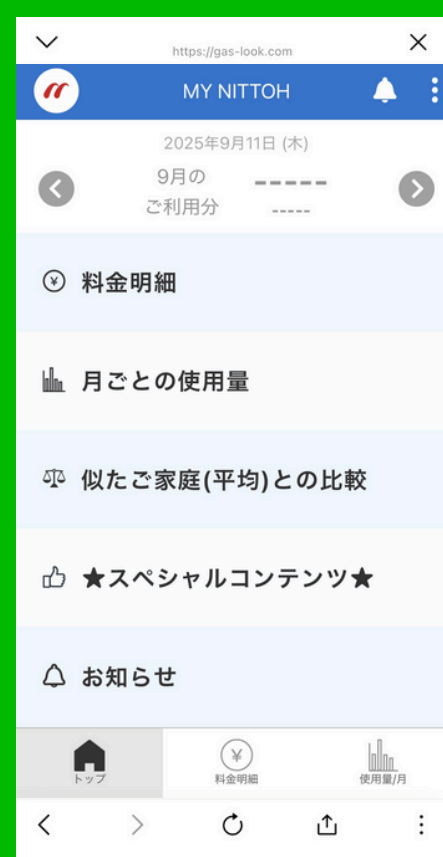 https://gas-look.com
MY NITTOH
2025年9月11日 (木)
9月の
ご利用分
-----
-----
料金明細
月ごとの使用量
似たご家庭(平均)との比較
★スペシャルコンテンツ★
お知らせ
トップ
料金明細
使用量/月